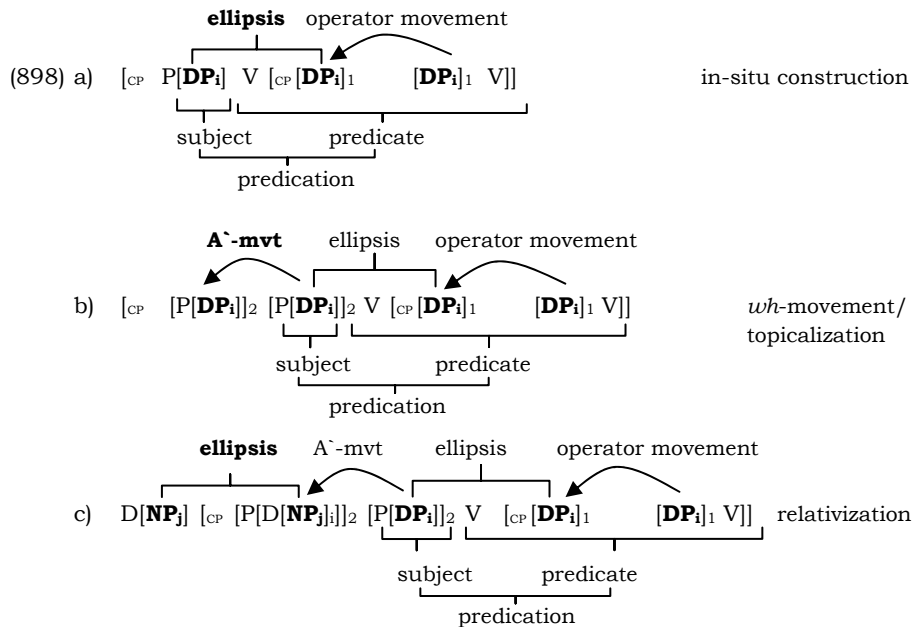 ellipsis operator movement
(898) a) [CP P[DPi] V [CP [DPi]1 [DPi]1 V]] in-situ construction
subject predicate
predication
A`-mvt ellipsis operator movement
b) [CP [P[DPi]]2 [P[DPi]]2 V [CP [DPi]1 [DPi]1 V]] wh-movement/
topicalization
subject predicate
predication
ellipsis A`-mvt ellipsis operator movement
c) D[NPj] [CP [P[D[NPj]i]]2 [P[DPi]]2 V [CP [DPi]1 [DPi]1 V]] relativization
subject predicate
predication